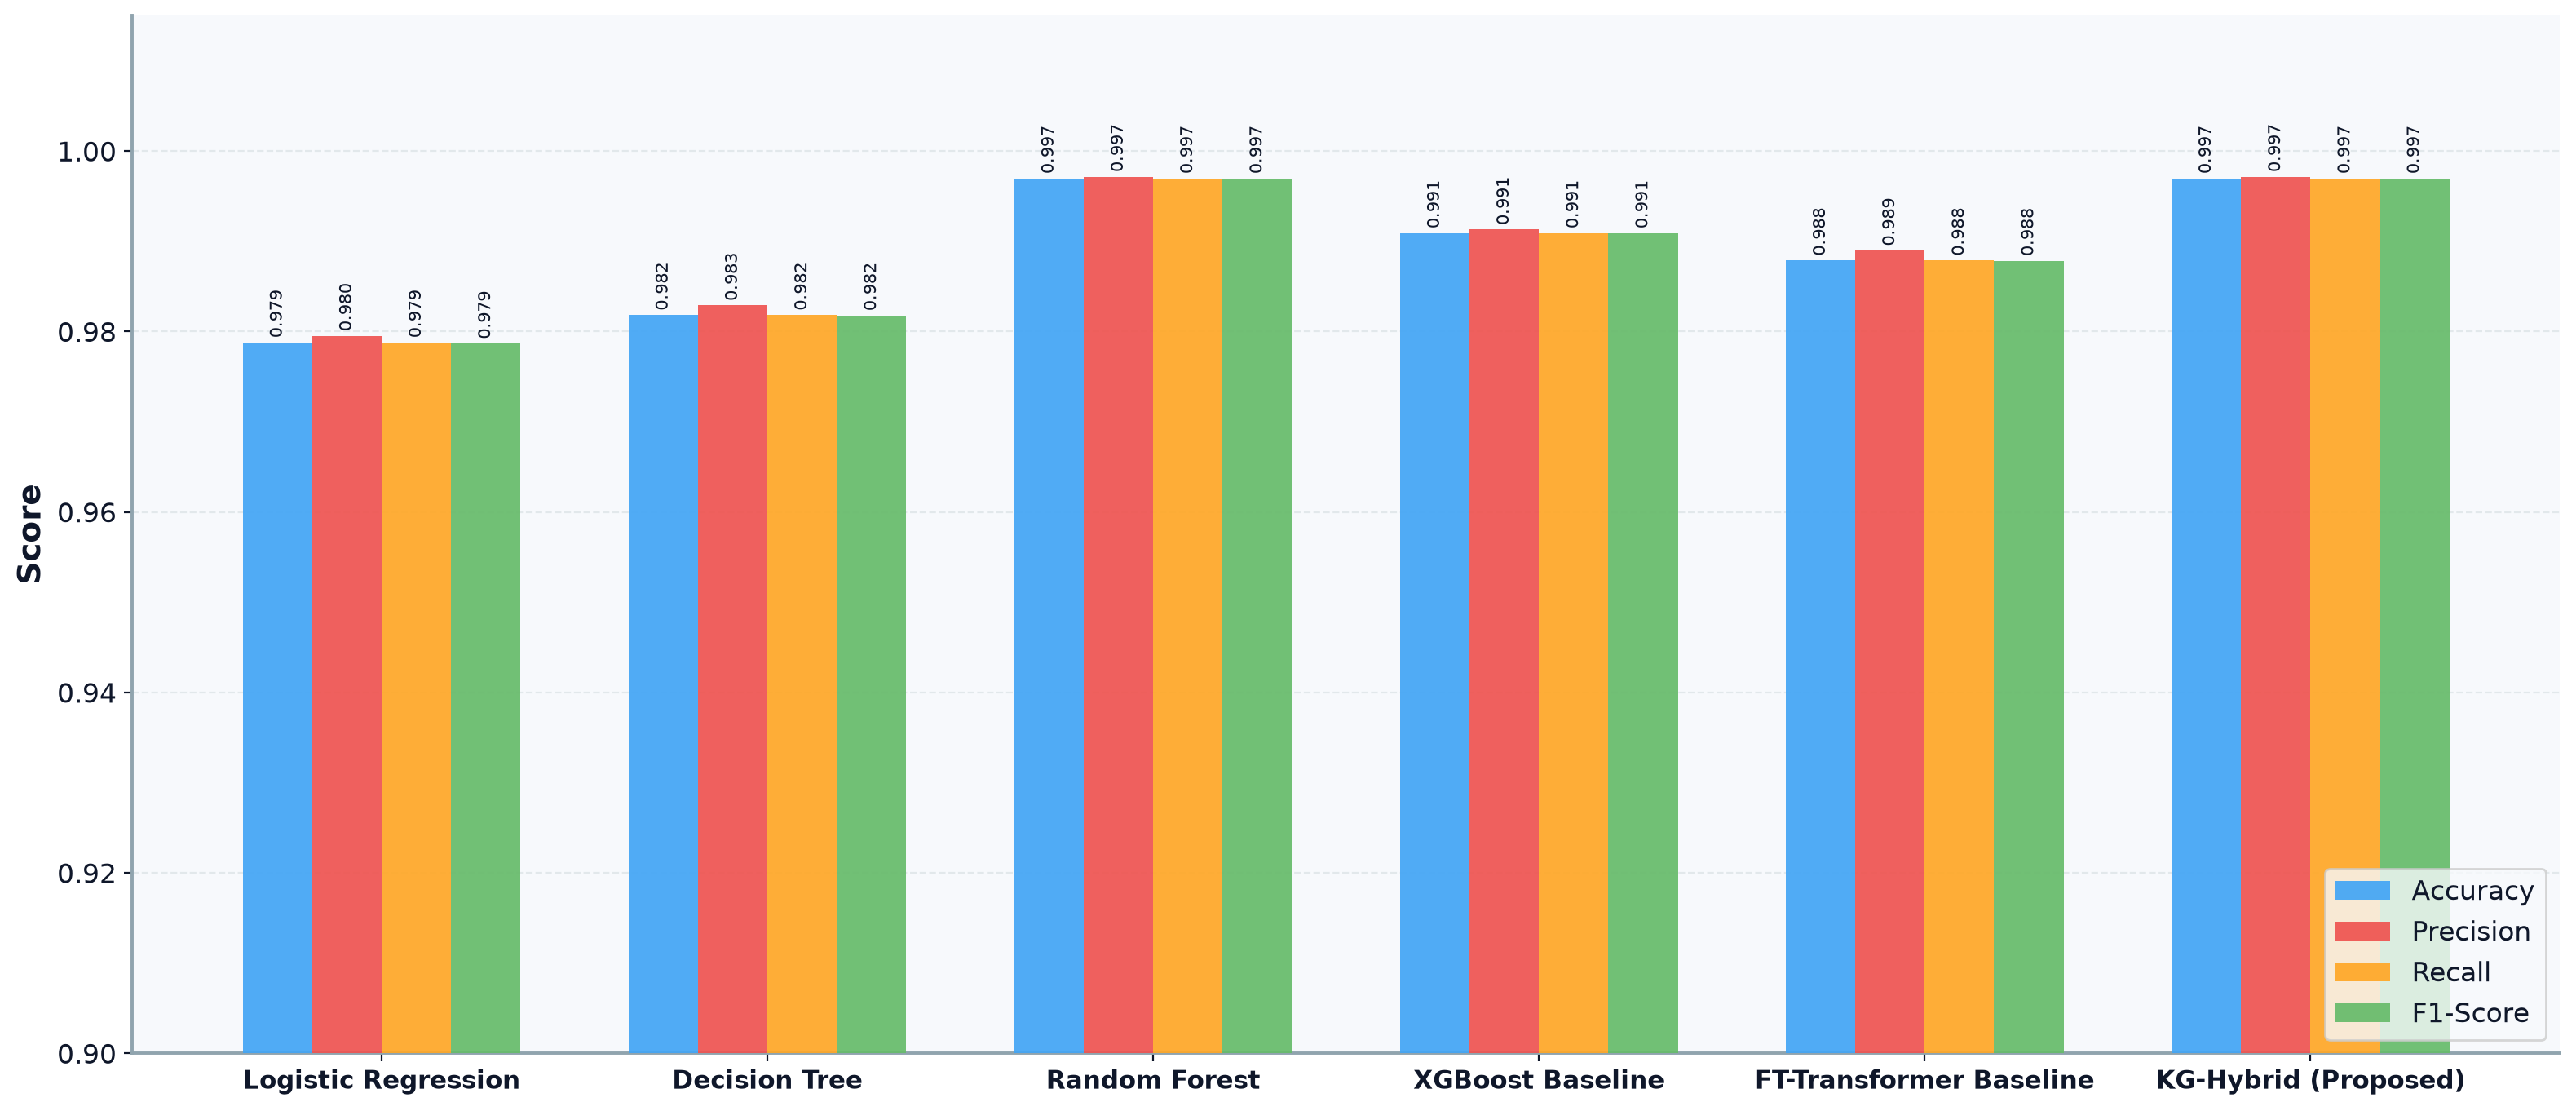 Score
1.00
0.98
0.96
0.94
0.92
0.90
0.979
0.980
0.979
0.979
0.982
0.983
0.982
0.982
0.997
0.997
0.997
0.997
0.991
0.991
0.991
0.991
0.988
0.989
0.988
0.988
0.997
0.997
0.997
0.997
Logistic Regression
Decision Tree
Random Forest
XGBoost Baseline
FT-Transformer Baseline
KG-Hybrid (Proposed)
Accuracy
Precision
Recall
F1-Score